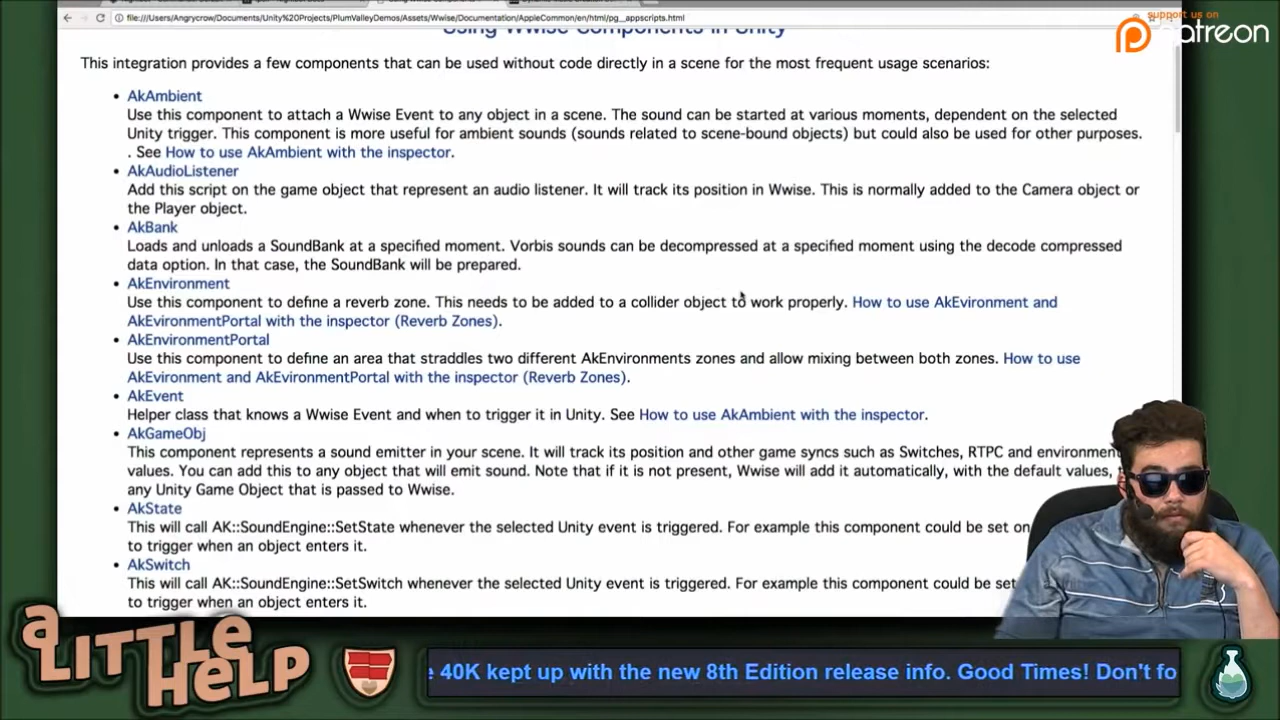 file:///Users/Angrycrow/Documents/Unity%20Projects/PlumValleyDemos/Assets/Wwise/Documentation/AppleCommon/en/html/pg__appscripts.html
support us on
patreon
Using Wwise Components in Unity
This integration provides a few components that can be used without code directly in a scene for the most frequent usage scenarios:
• AkAmbient
Use this component to attach a Wwise Event to any object in a scene. The sound can be started at various moments, dependent on the selected
Unity trigger. This component is more useful for ambient sounds (sounds related to scene-bound objects) but could also be used for other purposes.
. See How to use AkAmbient with the inspector.
• AkAudioListener
Add this script on the game object that represent an audio listener. It will track its position in Wwise. This is normally added to the Camera object or
the Player object.
• AkBank
Loads and unloads a SoundBank at a specified moment. Vorbis sounds can be decompressed at a specified moment using the decode compressed
data option. In that case, the SoundBank will be prepared.
• AkEnvironment
Use this component to define a reverb zone. This needs to be added to a collider object to work properly. How to use AkEvironment and
AkEvironmentPortal with the inspector (Reverb Zones).
• AkEnvironmentPortal
Use this component to define an area that straddles two different AkEnvironments zones and allow mixing between both zones. How to use
AkEvironment and AkEvironmentPortal with the inspector (Reverb Zones).
• AkEvent
Helper class that knows a Wwise Event and when to trigger it in Unity. See How to use AkAmbient with the inspector.
• AkGameObj
This component represents a sound emitter in your scene. It will track its position and other game syncs such as Switches, RTPC and environment
values. You can add this to any object that will emit sound. Note that if it is not present, Wwise will add it automatically, with the default values,
any Unity Game Object that is passed to Wwise.
• AkState
This will call AK::SoundEngine::SetState whenever the selected Unity event is triggered. For example this component could be set on
to trigger when an object enters it.
• AkSwitch
This will call AK::SoundEngine::SetSwitch whenever the selected Unity event is triggered. For example this component could be set
to trigger when an object enters it.
a
LITTLE
HELP
40K kept up with the new 8th Edition release info. Good Times! Don't fo